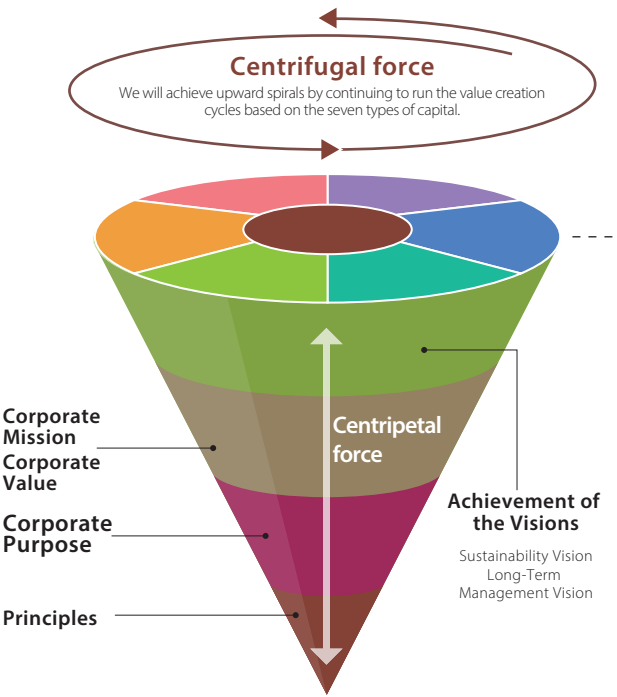 Centrifugal force
We will achieve upward spirals by continuing to run the value creation
cycles based on the seven types of capital.
Centripetal
force
Corporate
Mission
Corporate
Value
Corporate
Purpose
Principles
Achievement of
the Visions
Sustainability Vision
Long-Term
Management Vision